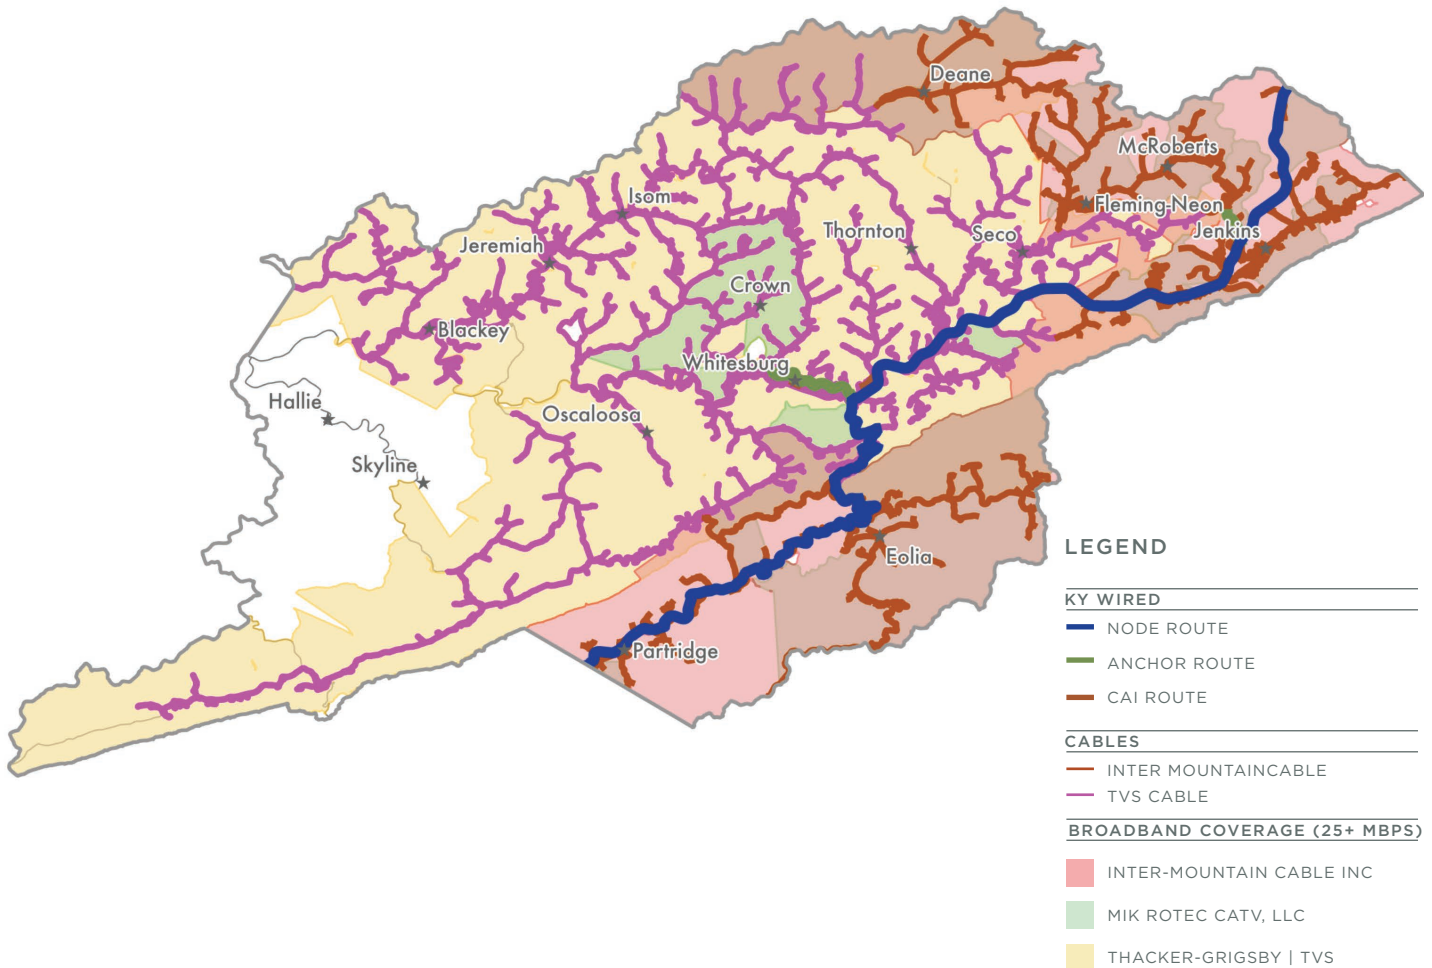 Deane
McRoberts
Isom
Fleming-Neon
Thornton
Seco
Jenkins
Jeremiah
Crown
Blackey
Whitesburg
Hallie
Oscaloosa
Skyline
Eolia
Partridge
LEGEND
KY WIRED
NODE ROUTE
ANCHOR ROUTE
CAI ROUTE
CABLES
INTER MOUNTAINCABLE
TVS CABLE
BROADBAND COVERAGE (25+ MBPS)
INTER-MOUNTAIN CABLE INC
MIK ROTEC CATV, LLC
THACKER-GRIGSBY | TVS